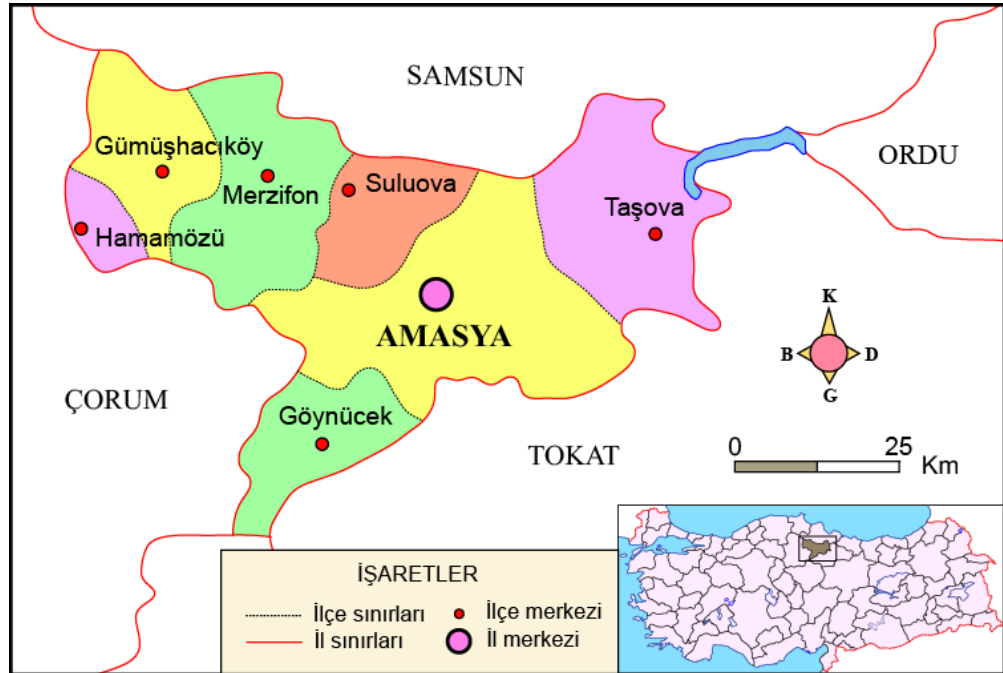 SAMSUN
ORDU
Gümüşhacıköy
Merzifon
Suluova
Taşova
Hamamözü
AMASYA
K
B
D
G
ÇORUM
Göynücek
TOKAT
0
25
Km
İŞARETLER
İlçe sınırları
İlçe merkezi
İl sınırları
İl merkezi